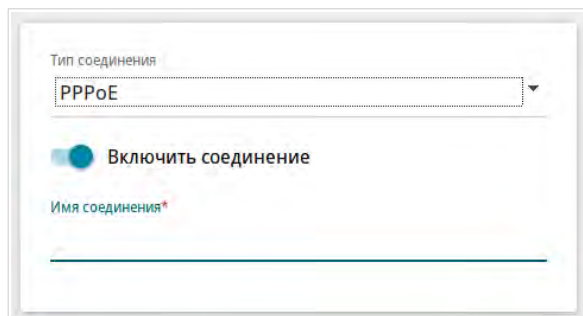 Тип соединения
PPPoE
Включить соединение
Имя соединения*